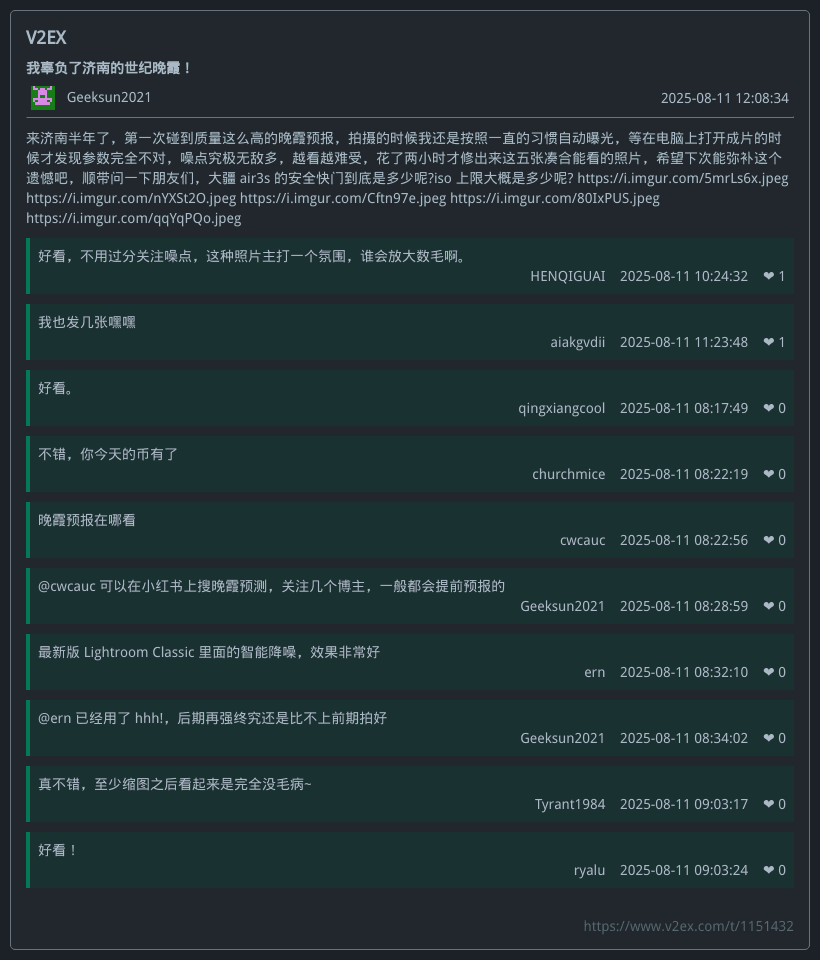 V2EX
我辜负了济南的世纪晚霞！
Geeksun2021 2025-08-11 12:08:34
来济南半年了，第一次碰到质量这么高的晚霞预报，拍摄的时候我还是按照一直的习惯自动曝光，等在电脑上打开成片的时
候才发现参数完全不对，噪点究极无敌多，越看越难受，花了两小时才修出来这五张凑合能看的照片，希望下次能弥补这个
遗憾吧，顺带问一下朋友们，大疆 air3s 的安全快门到底是多少呢?iso 上限大概是多少呢? https://i.imgur.com/5mrLs6x.jpeg
https://i.imgur.com/nYXSt2O.jpeg https://i.imgur.com/Cftn97e.jpeg https://i.imgur.com/80IxPUS.jpeg
https://i.imgur.com/qqYqPQo.jpeg
好看，不用过分关注噪点，这种照片主打一个氛围，谁会放大数毛啊。
HENQIGUAI 2025-08-11 10:24:32 ❤ 1
我也发几张嘿嘿
aiakgvdii 2025-08-11 11:23:48 ❤ 1
好看。
qingxiangcool 2025-08-11 08:17:49 ❤ 0
不错，你今天的币有了
churchmice 2025-08-11 08:22:19 ❤ 0
晚霞预报在哪看
cwcauc 2025-08-11 08:22:56 ❤ 0
@cwcauc 可以在小红书上搜晚霞预测，关注几个博主，一般都会提前预报的
Geeksun2021 2025-08-11 08:28:59 ❤ 0
最新版 Lightroom Classic 里面的智能降噪，效果非常好
ern 2025-08-11 08:32:10 ❤ 0
@ern 已经用了 hhh!，后期再强终究还是比不上前期拍好
Geeksun2021 2025-08-11 08:34:02 ❤ 0
真不错，至少缩图之后看起来是完全没毛病~
Tyrant1984 2025-08-11 09:03:17 ❤ 0
好看！
ryalu 2025-08-11 09:03:24 ❤ 0
https://www.v2ex.com/t/1151432